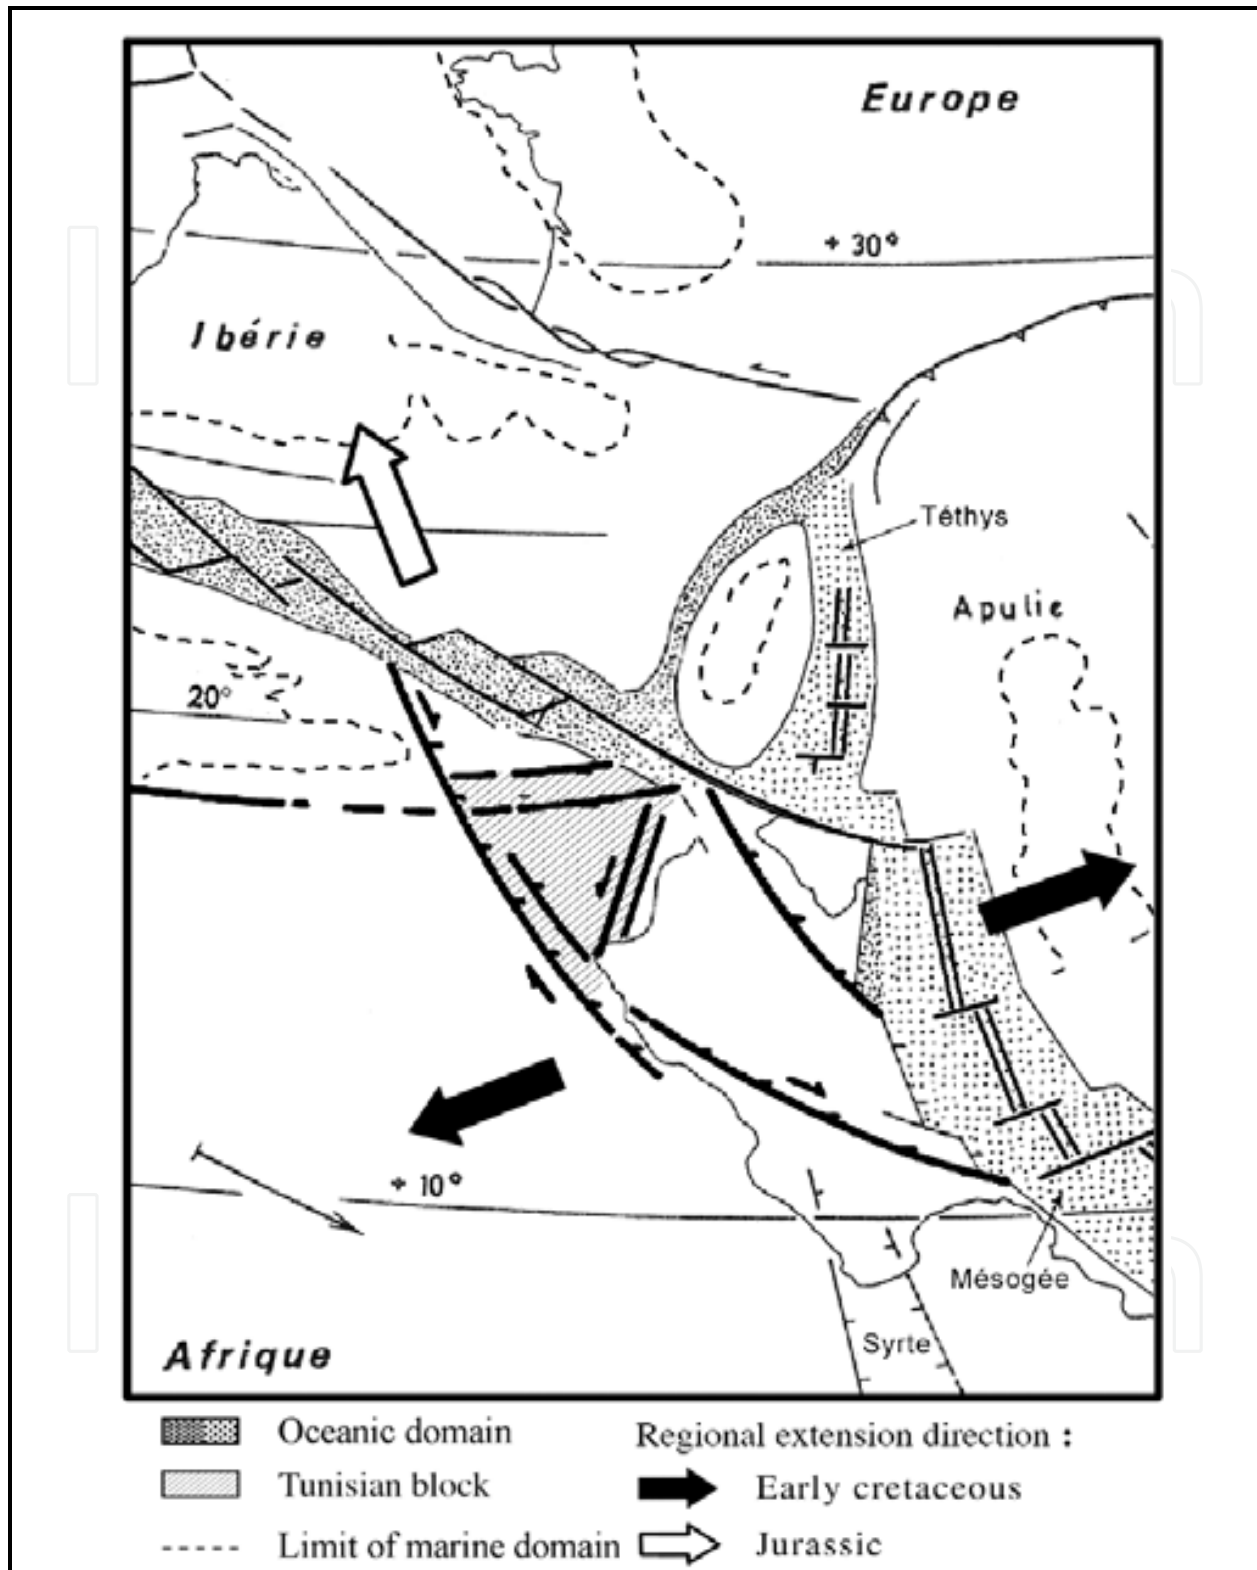 Europe
+ 30°
Ibérie
Téthys
Apulie
20°
+ 10°
Mésogée
Syrte
Afrique
Oceanic domain
Regional extension direction :
Tunisian block
Early cretaceous
Limit of marine domain
Jurassic